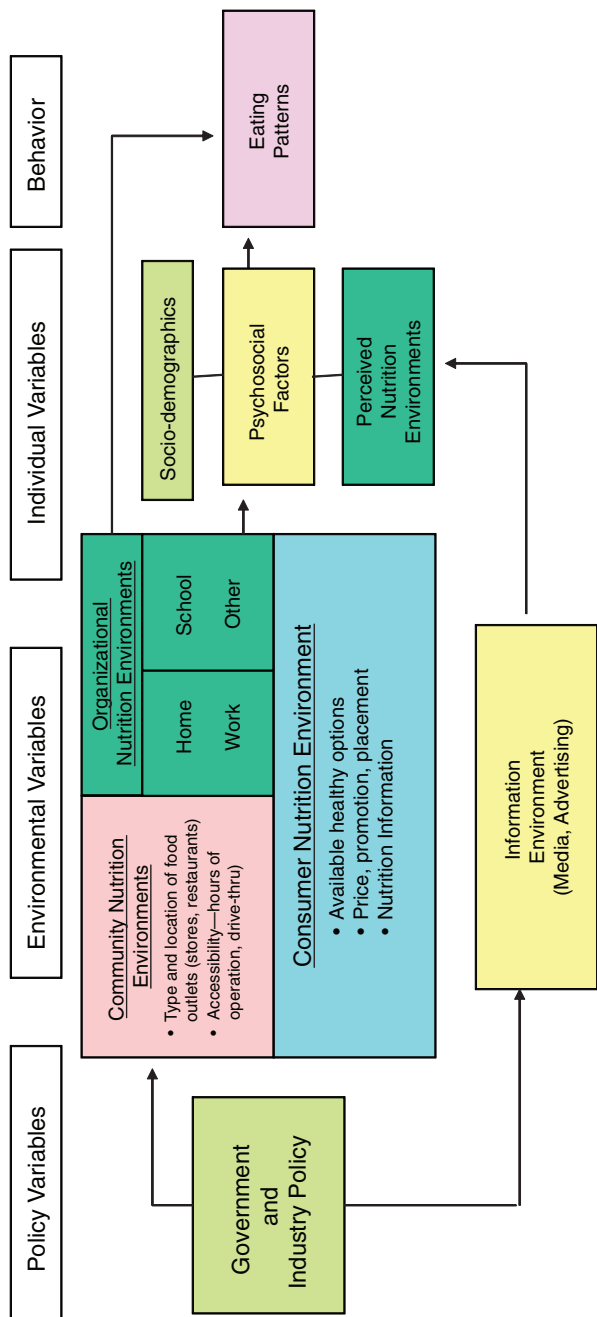 Policy Variables
Environmental Variables
Individual Variables
Behavior
Government
and
Industry Policy
Community Nutrition
Environments
• Type and location of food
outlets (stores, restaurants)
• Accessibility—hours of
operation, drive-thru)
Organizational
Nutrition Environments
Home
School
Work
Other
Consumer Nutrition Environment
• Available healthy options
• Price, promotion, placement
• Nutrition Information
Information
Environment
(Media, Advertising)
Socio-demographics
Psychosocial
Factors
Perceived
Nutrition
Environments
Eating
Patterns